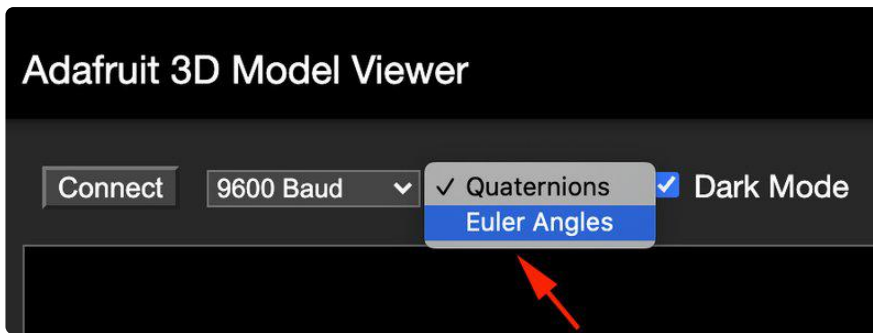 Adafruit 3D Model Viewer
Connect 9600 Baud ✓ Quaternions Dark Mode
Euler Angles